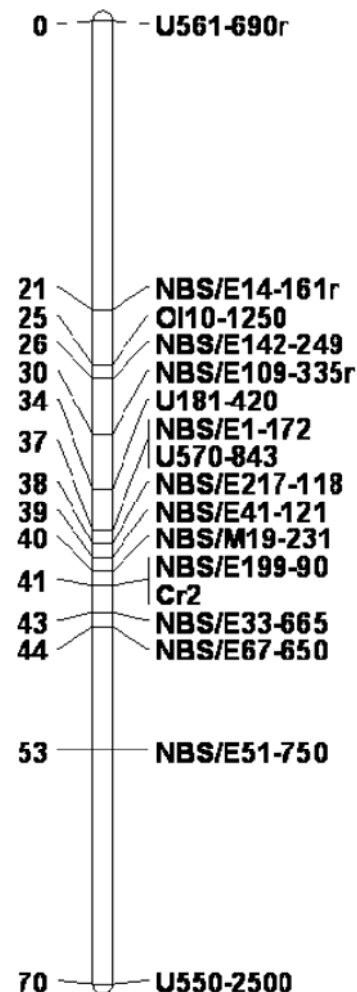 0 U561-690r
21 NBS/E14-161r
25 OI10-1250
26 NBS/E142-249
30 NBS/E109-335r
34 U181-420
37 NBS/E1-172
U570-843
38 NBS/E217-118
39 NBS/E41-121
40 NBS/M19-231
41 NBS/E199-90
Cr2
43 NBS/E33-665
44 NBS/E67-650
53 NBS/E51-750
70 U550-2500